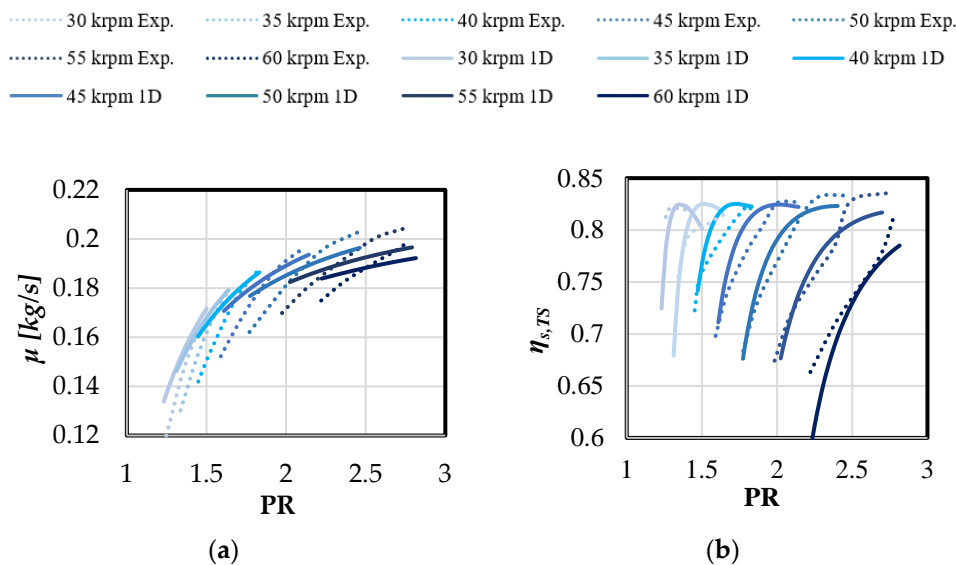 30 krpm Exp. 35 krpm Exp. 40 krpm Exp. 45 krpm Exp. 50 krpm Exp.
55 krpm Exp. 60 krpm Exp. 30 krpm 1D 35 krpm 1D 40 krpm 1D
45 krpm 1D 50 krpm 1D 55 krpm 1D 60 krpm 1D
0.22
0.2
0.18
0.16
0.14
0.12
μ [kg/s]
1 1.5 2 2.5 3
PR
(a)
0.85
0.8
0.75
0.7
0.65
0.6
ηs,TS
1 1.5 2 2.5 3
PR
(b)